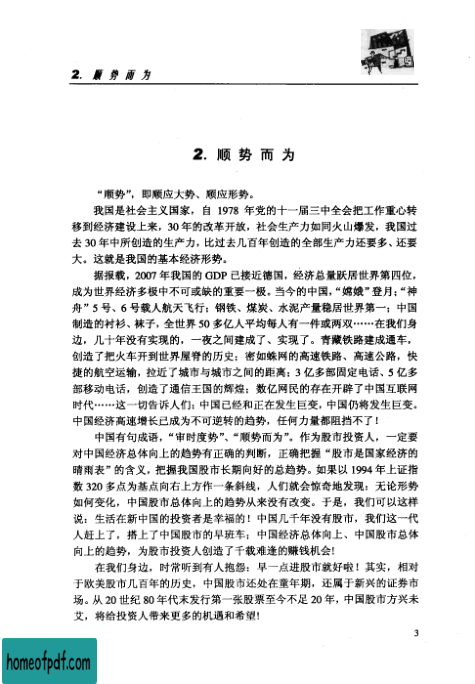 2. 顺势而为
2. 顺势而为
“顺势”，即顺应大势、顺应形势。
我国是社会主义国家，自 1978 年党的十一届三中全会把工作重心转
移到经济建设上来，30 年的改革开放，社会生产力如同火山爆发，我国过
去 30 年中所创造的生产力，比过去几百年创造的全部生产力还要多、还要
大。这就是我国的基本经济形势。
据报载，2007 年我国的 GDP 已接近德国，经济总量跃居世界第四位，
成为世界经济多极中不可或缺的重要一极。当今的中国，“嫦娥”登月；“神
舟”5 号、6 号载人航天飞行；钢铁、煤炭、水泥产量稳居世界第一；中国
制造的衬衫、袜子，全世界 50 多亿人平均每人有一件或两双……在我们身
边，几十年没有实现的，一夜之间建成了、实现了。青藏铁路建成通车，
创造了把火车开到世界屋脊的历史；密如蛛网的高速铁路、高速公路，快
捷的航空运输，拉近了城市与城市之间的距离；3 亿多部固定电话、5 亿多
部移动电话，创造了通信王国的辉煌；数亿网民的存在开辟了中国互联网
时代……这一切告诉人们：中国已经和正在发生巨变，中国仍将发生巨变。
中国经济高速增长已成为不可逆转的趋势，任何力量都阻挡不了！
中国有句成语，“审时度势”、“顺势而为”。作为股市投资人，一定要
对中国经济总体向上的趋势有正确的判断，正确把握“股市是国家经济的
晴雨表”的含义，把握我国股市长期向好的总趋势。如果以 1994 年上证指
数 320 多点为基点向右上方作一条斜线，人们就会惊奇地发现：无论形势
如何变化，中国股市总体向上的趋势从来没有改变。于是，我们可以这样
说：生活在新中国的投资者是幸福的！中国几千年没有股市，我们这一代
人赶上了，搭上了中国股市的早班车；中国经济总体向上、中国股市总体
向上的趋势，为股市投资人创造了千载难逢的赚钱机会！
在我们身边，时常听到有人抱怨：早一点进股市就好啦！其实，相对
于欧美股市几百年的历史，中国股市还处在童年期，还属于新兴的证券市
场。从 20 世纪 80 年代末发行第一张股票至今不足 20 年，中国股市方兴未
艾，将给投资人带来更多的机遇和希望！
3
homeofpdf.com